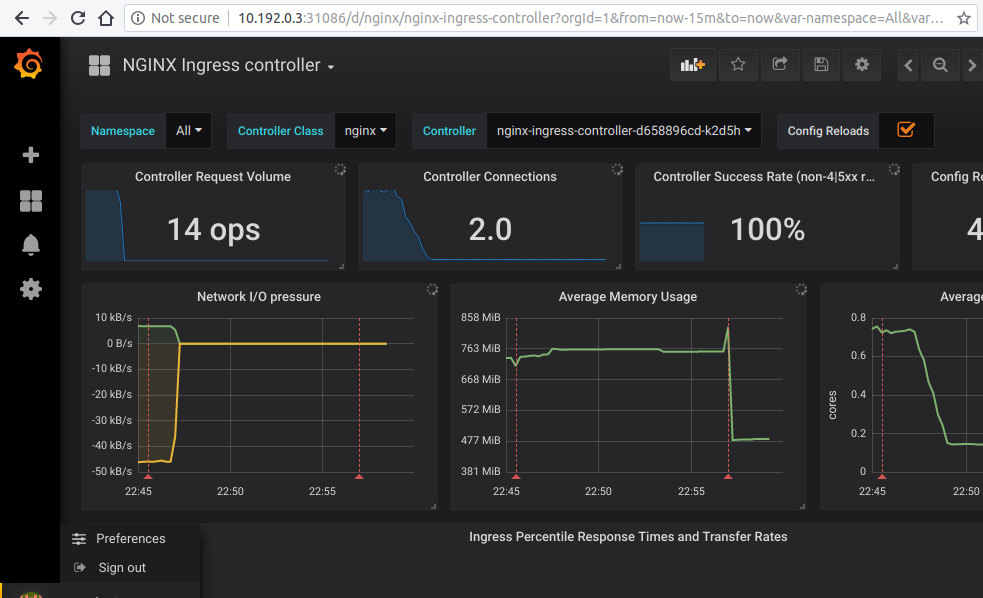 Not secure
10.192.0.3:31086/d/nginx/nginx-ingress-controller?orgId=1&from=now-15m&to=now&var-namespace=All&var...
NGINX Ingress controller
Namespace All Controller Class nginx Controller nginx-ingress-controller-d658896cd-k2d5h Config Reloads
Controller Request Volume
14 ops
Controller Connections
2.0
Controller Success Rate (non-4|5xx r...
100%
Config Re
4
Network I/O pressure
10 kB/s
0 B/s
-10 kB/s
-20 kB/s
-30 kB/s
-40 kB/s
-50 kB/s
22:45 22:50 22:55
Average Memory Usage
858 MiB
763 MiB
668 MiB
572 MiB
477 MiB
381 MiB
22:45 22:50 22:55
Average
cores
0.8
0.6
0.4
0.2
0
22:45 22:50
Preferences
Sign out
Ingress Percentile Response Times and Transfer Rates